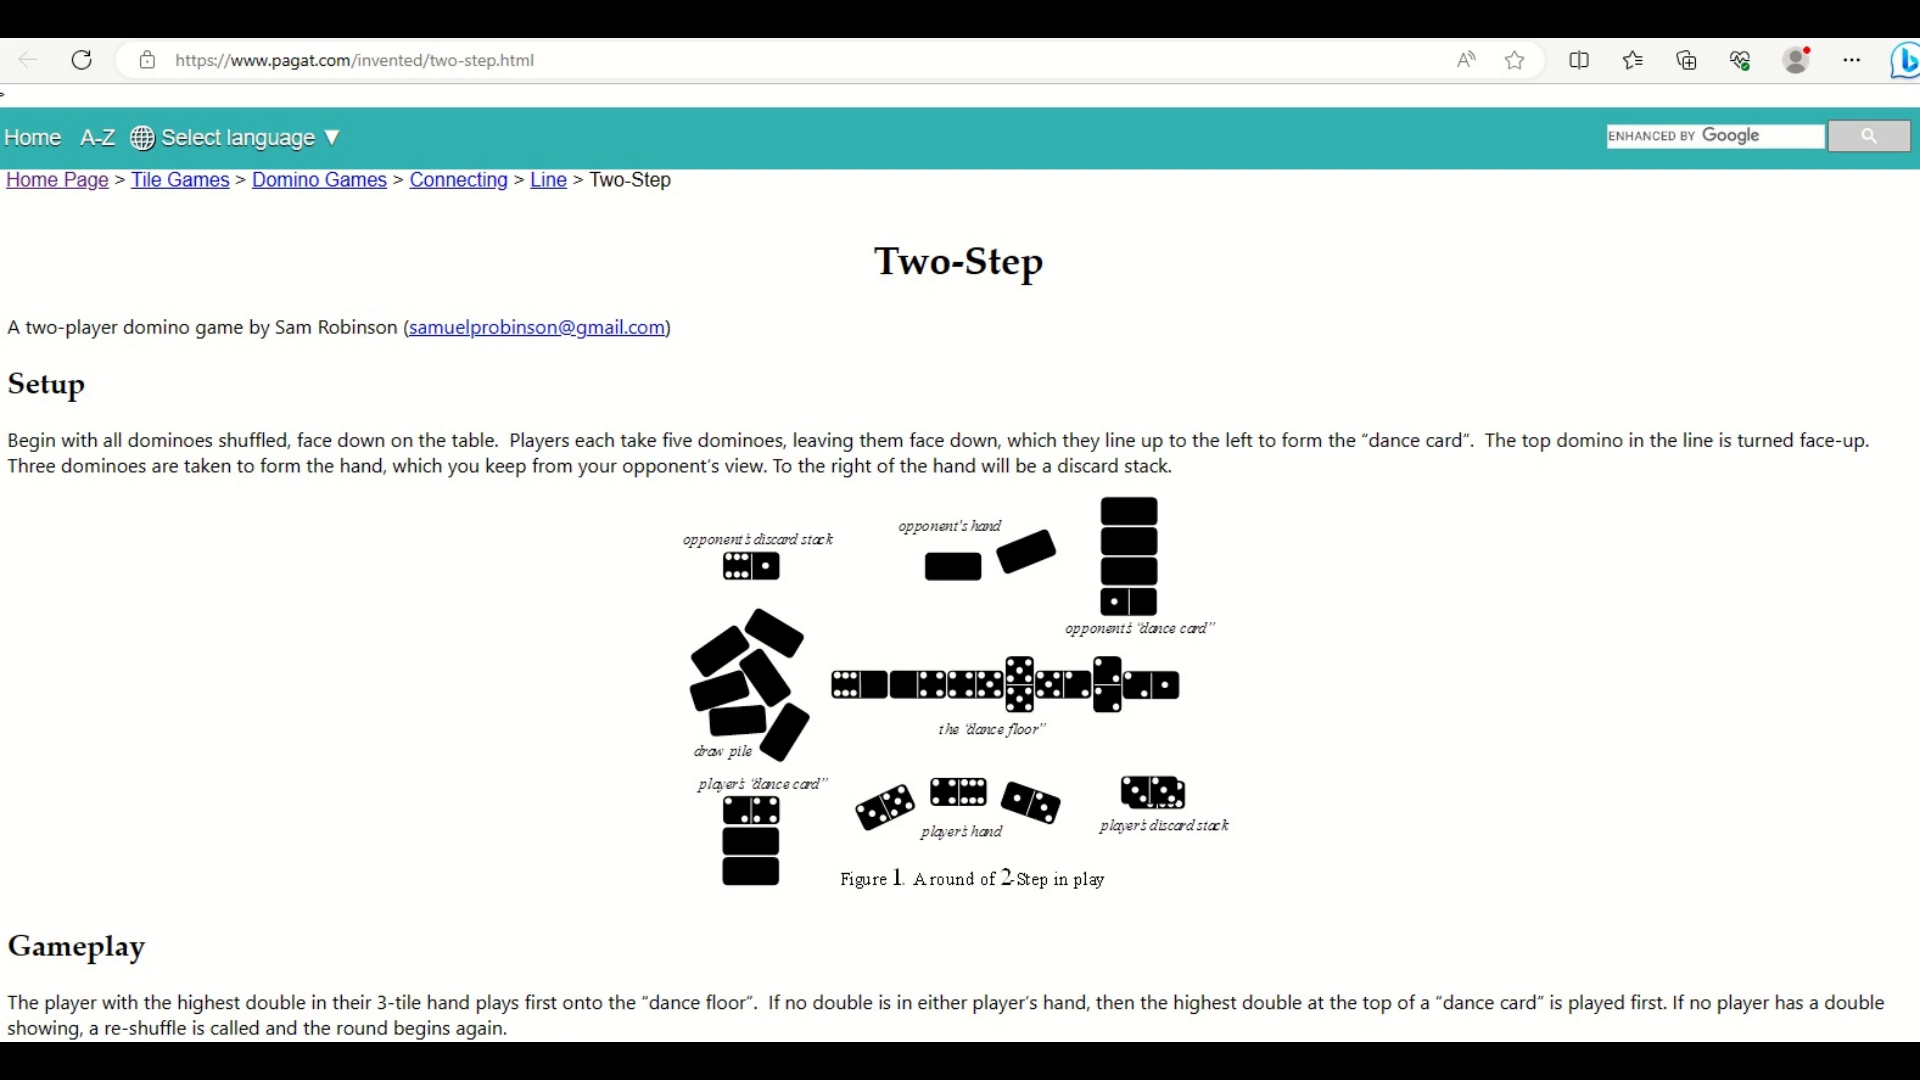 https://www.pagat.com/invented/two-step.html
Home A-Z Select language ▼
ENHANCED BY Google
Home Page > Tile Games > Domino Games > Connecting > Line > Two-Step
Two-Step
A two-player domino game by Sam Robinson (samuelprobinson@gmail.com)
Setup
Begin with all dominoes shuffled, face down on the table. Players each take five dominoes, leaving them face down, which they line up to the left to form the “dance card”. The top domino in the line is turned face-up.
Three dominoes are taken to form the hand, which you keep from your opponent’s view. To the right of the hand will be a discard stack.
opponent's hand
opponent's discard stack
opponent's “dance card”
the “dance floor”
draw pile
player's “dance card”
player's hand
player's discard stack
Figure 1. A round of 2-Step in play
Gameplay
The player with the highest double in their 3-tile hand plays first onto the “dance floor”. If no double is in either player’s hand, then the highest double at the top of a “dance card” is played first. If no player has a double
showing, a re-shuffle is called and the round begins again.